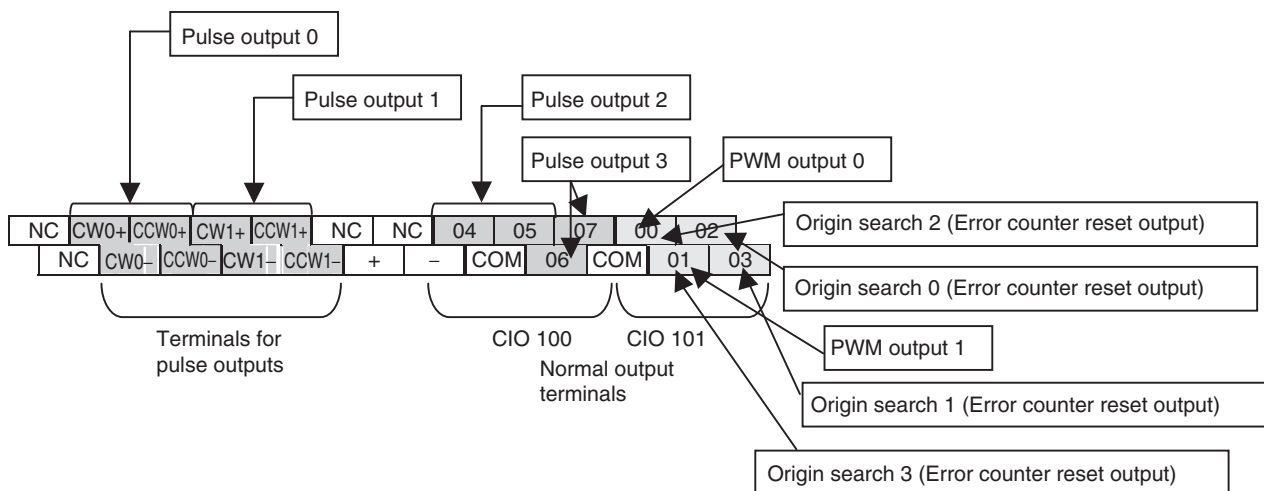 Pulse output 0
Pulse output 1
Pulse output 2
Pulse output 3
PWM output 0
NC CW0+ CCW0+ CW1+ CCW1+ NC NC 04 05 07 00 02
NC CW0– CCW0– CW1– CCW1– + – COM 06 COM 01 03
Origin search 2 (Error counter reset output)
Origin search 0 (Error counter reset output)
Terminals for
pulse outputs
CIO 100
CIO 101
Normal output
terminals
PWM output 1
Origin search 1 (Error counter reset output)
Origin search 3 (Error counter reset output)